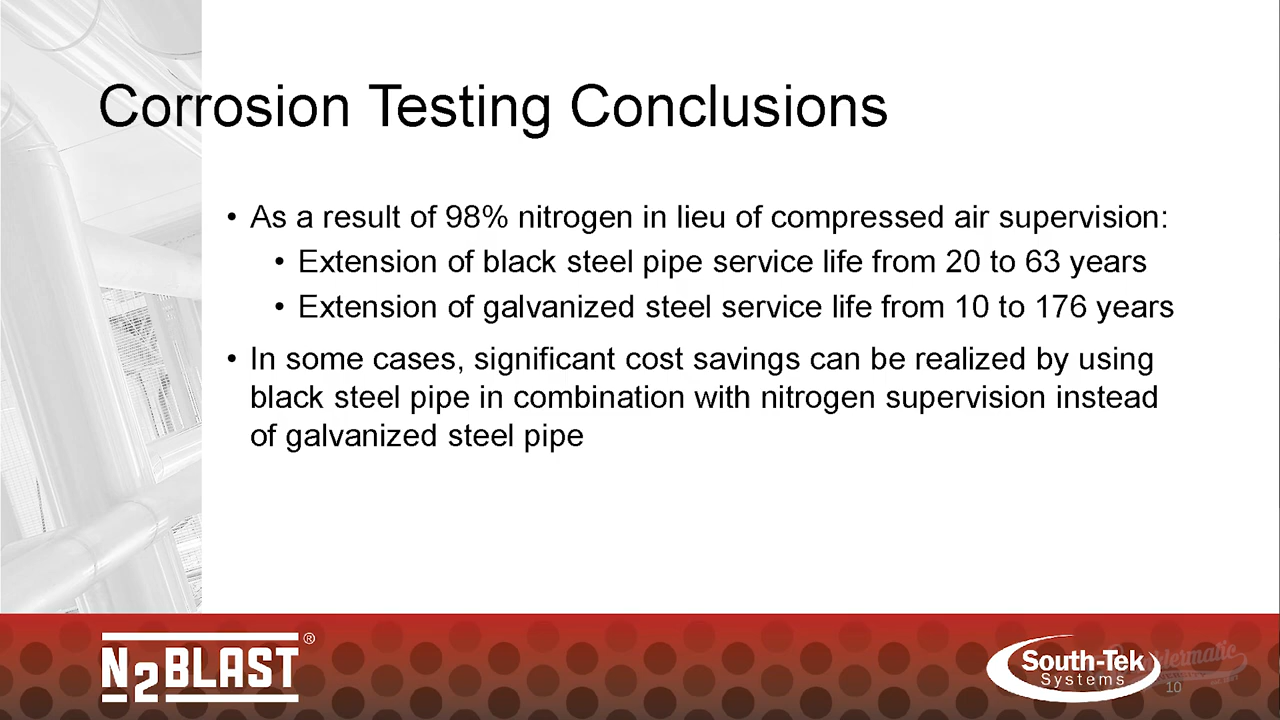 Corrosion Testing Conclusions
• As a result of 98% nitrogen in lieu of compressed air supervision:
• Extension of black steel pipe service life from 20 to 63 years
• Extension of galvanized steel service life from 10 to 176 years
• In some cases, significant cost savings can be realized by using
black steel pipe in combination with nitrogen supervision instead
of galvanized steel pipe
N2BLAST®
South-Tek
Systems
10